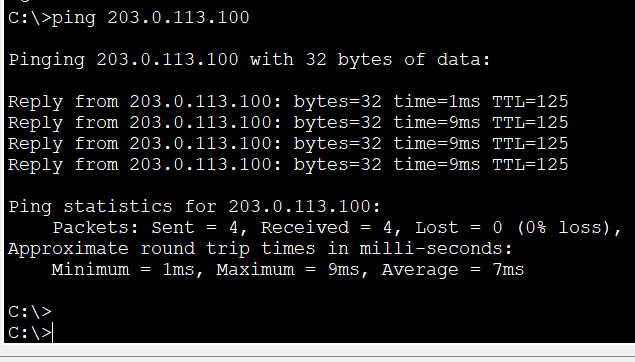 C:\>ping 203.0.113.100
Pinging 203.0.113.100 with 32 bytes of data:
Reply from 203.0.113.100: bytes=32 time=1ms TTL=125
Reply from 203.0.113.100: bytes=32 time=9ms TTL=125
Reply from 203.0.113.100: bytes=32 time=9ms TTL=125
Reply from 203.0.113.100: bytes=32 time=9ms TTL=125
Ping statistics for 203.0.113.100:
    Packets: Sent = 4, Received = 4, Lost = 0 (0% loss),
Approximate round trip times in milli-seconds:
    Minimum = 1ms, Maximum = 9ms, Average = 7ms
C:\>
C:\>